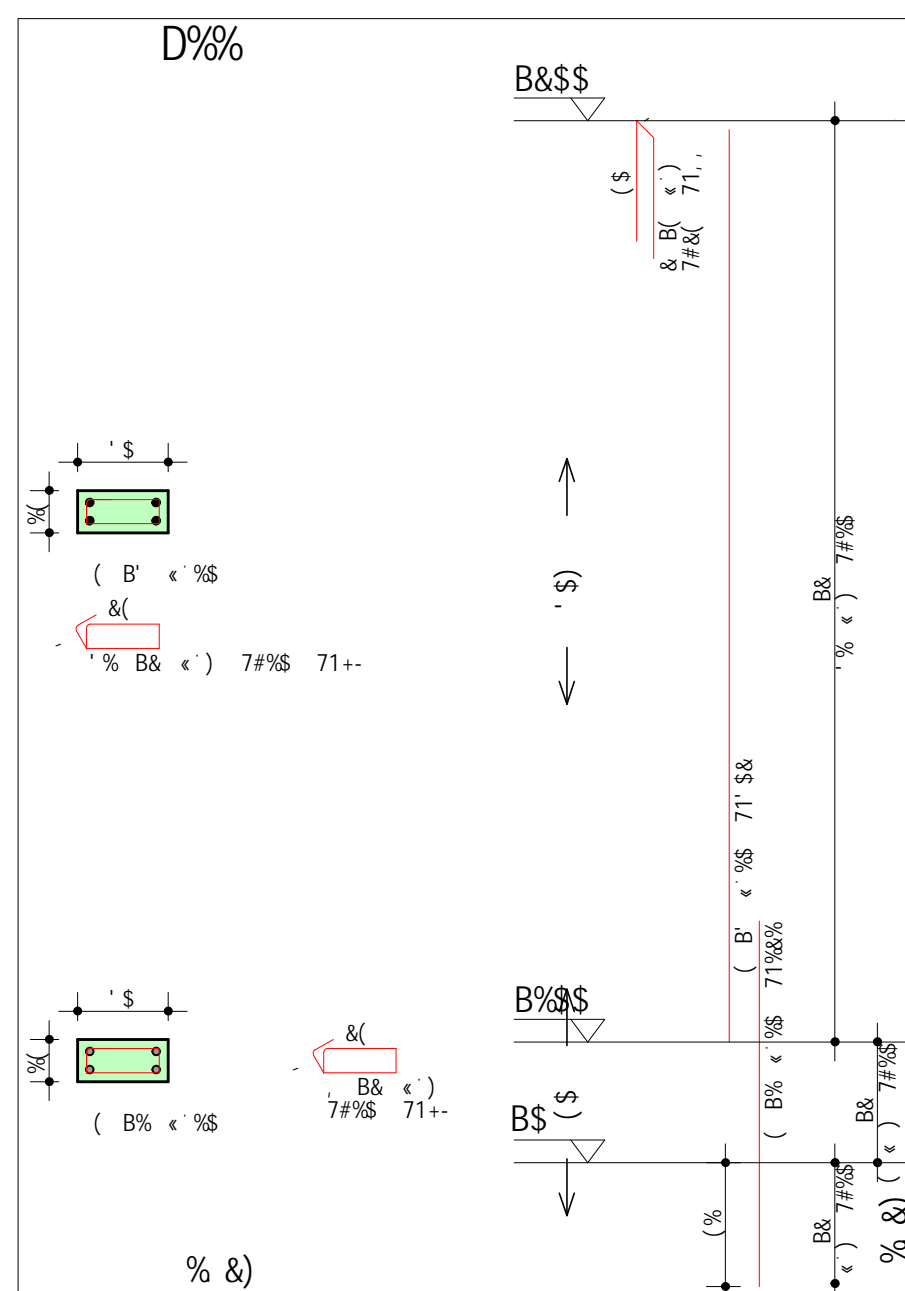 D%%
B&$$
($
& B( «˙)
7#&( 71,,
'$
%(
( B' «˙%$
&(
-
'% B& «˙) 7#%$ 71+-
'$)
B& 7#%$
'% «˙)
( B' «˙%$ 71'$&
( B% «˙%$ 71%&%
'$
%(
( B% «˙%$
&(
-
, B& «˙)
7#%$ 71+-
B%$$
B$
($
B& 7#%$
( «˙)
(%
B& 7#%$
«˙)
% &)
% &)